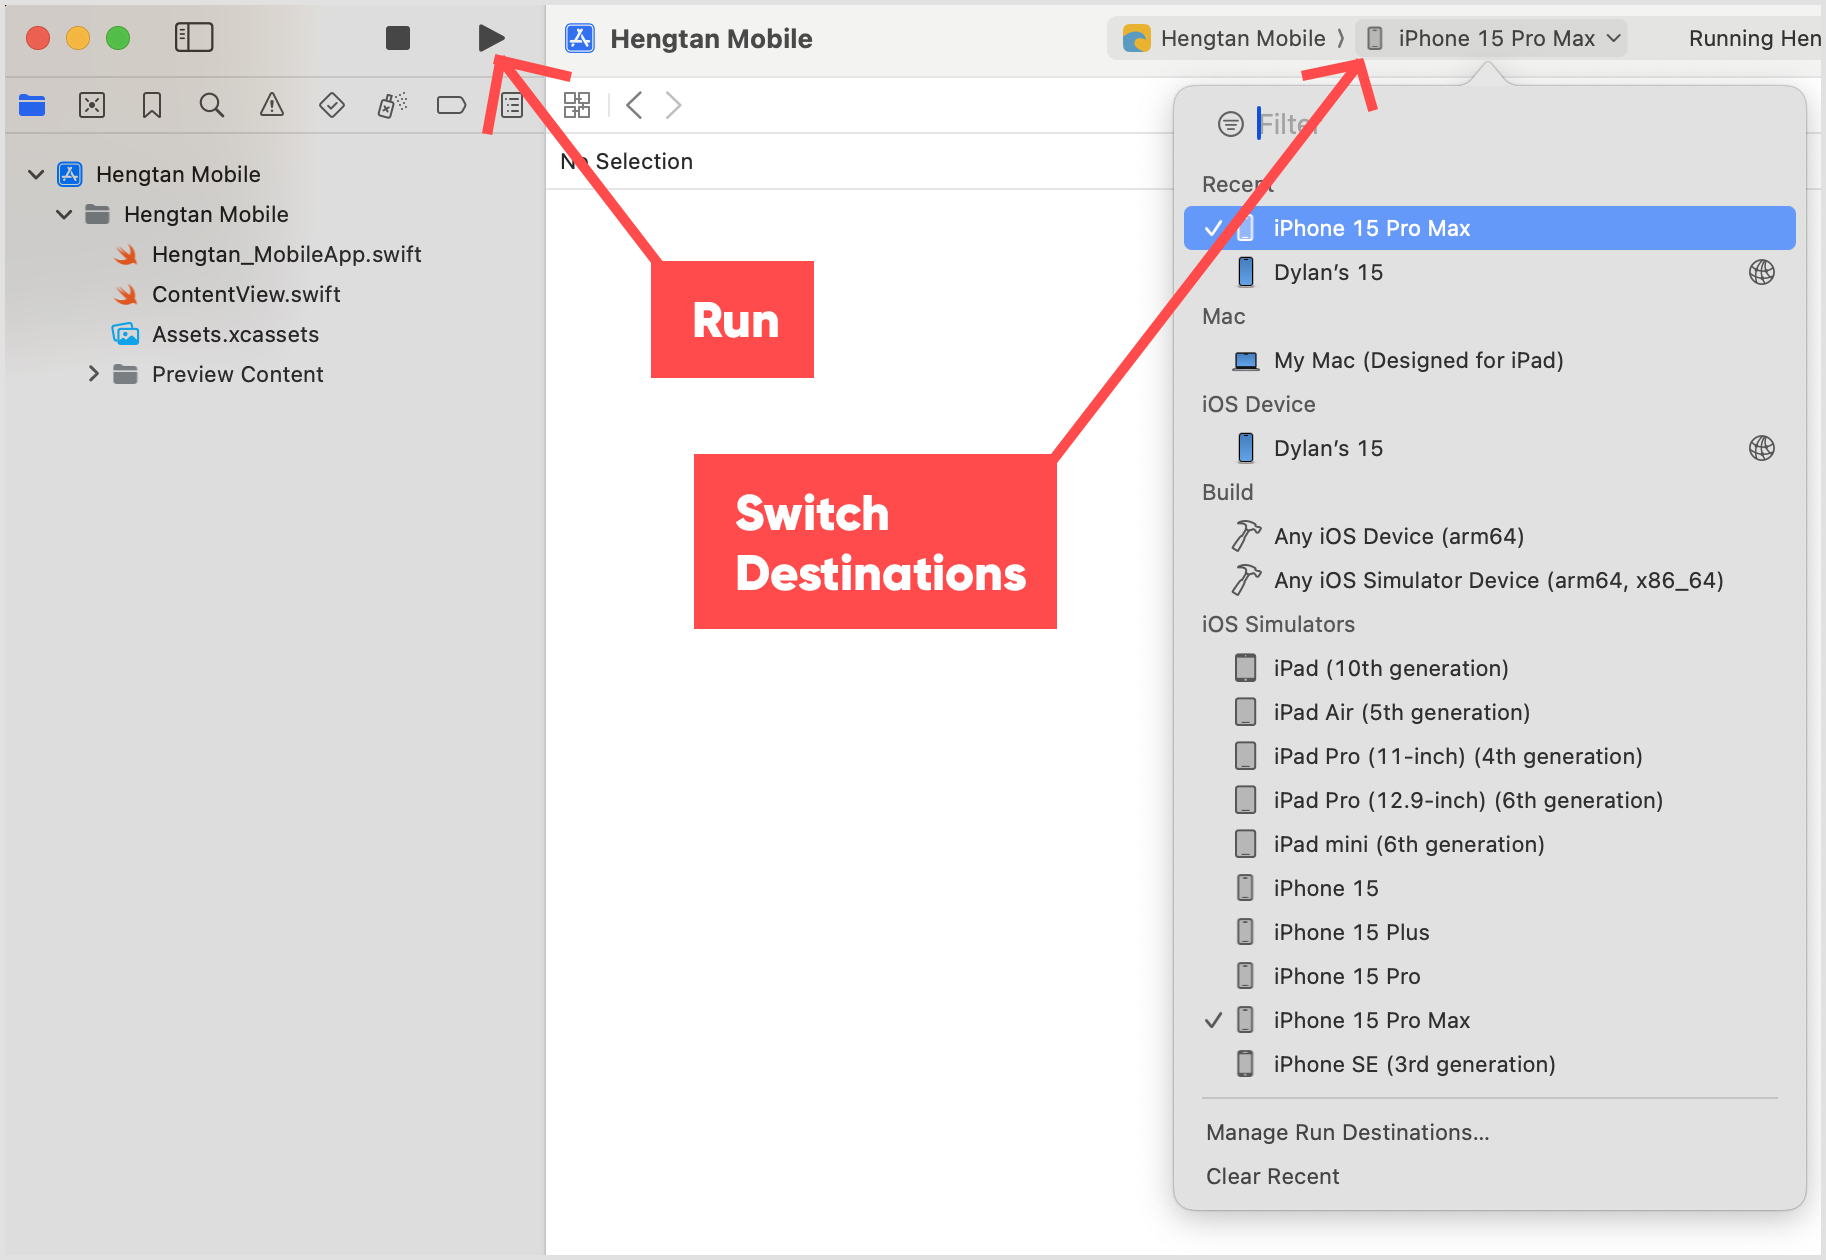 Hengtan Mobile
Hengtan Mobile
iPhone 15 Pro Max
Running Hen
No Selection
Hengtan Mobile
Hengtan Mobile
Hengtan_MobileApp.swift
ContentView.swift
Assets.xcassets
Preview Content
Run
Switch
Destinations
Filter
Recent
iPhone 15 Pro Max
Dylan’s 15
Mac
My Mac (Designed for iPad)
iOS Device
Dylan’s 15
Build
Any iOS Device (arm64)
Any iOS Simulator Device (arm64, x86_64)
iOS Simulators
iPad (10th generation)
iPad Air (5th generation)
iPad Pro (11-inch) (4th generation)
iPad Pro (12.9-inch) (6th generation)
iPad mini (6th generation)
iPhone 15
iPhone 15 Plus
iPhone 15 Pro
iPhone 15 Pro Max
iPhone SE (3rd generation)
Manage Run Destinations...
Clear Recent